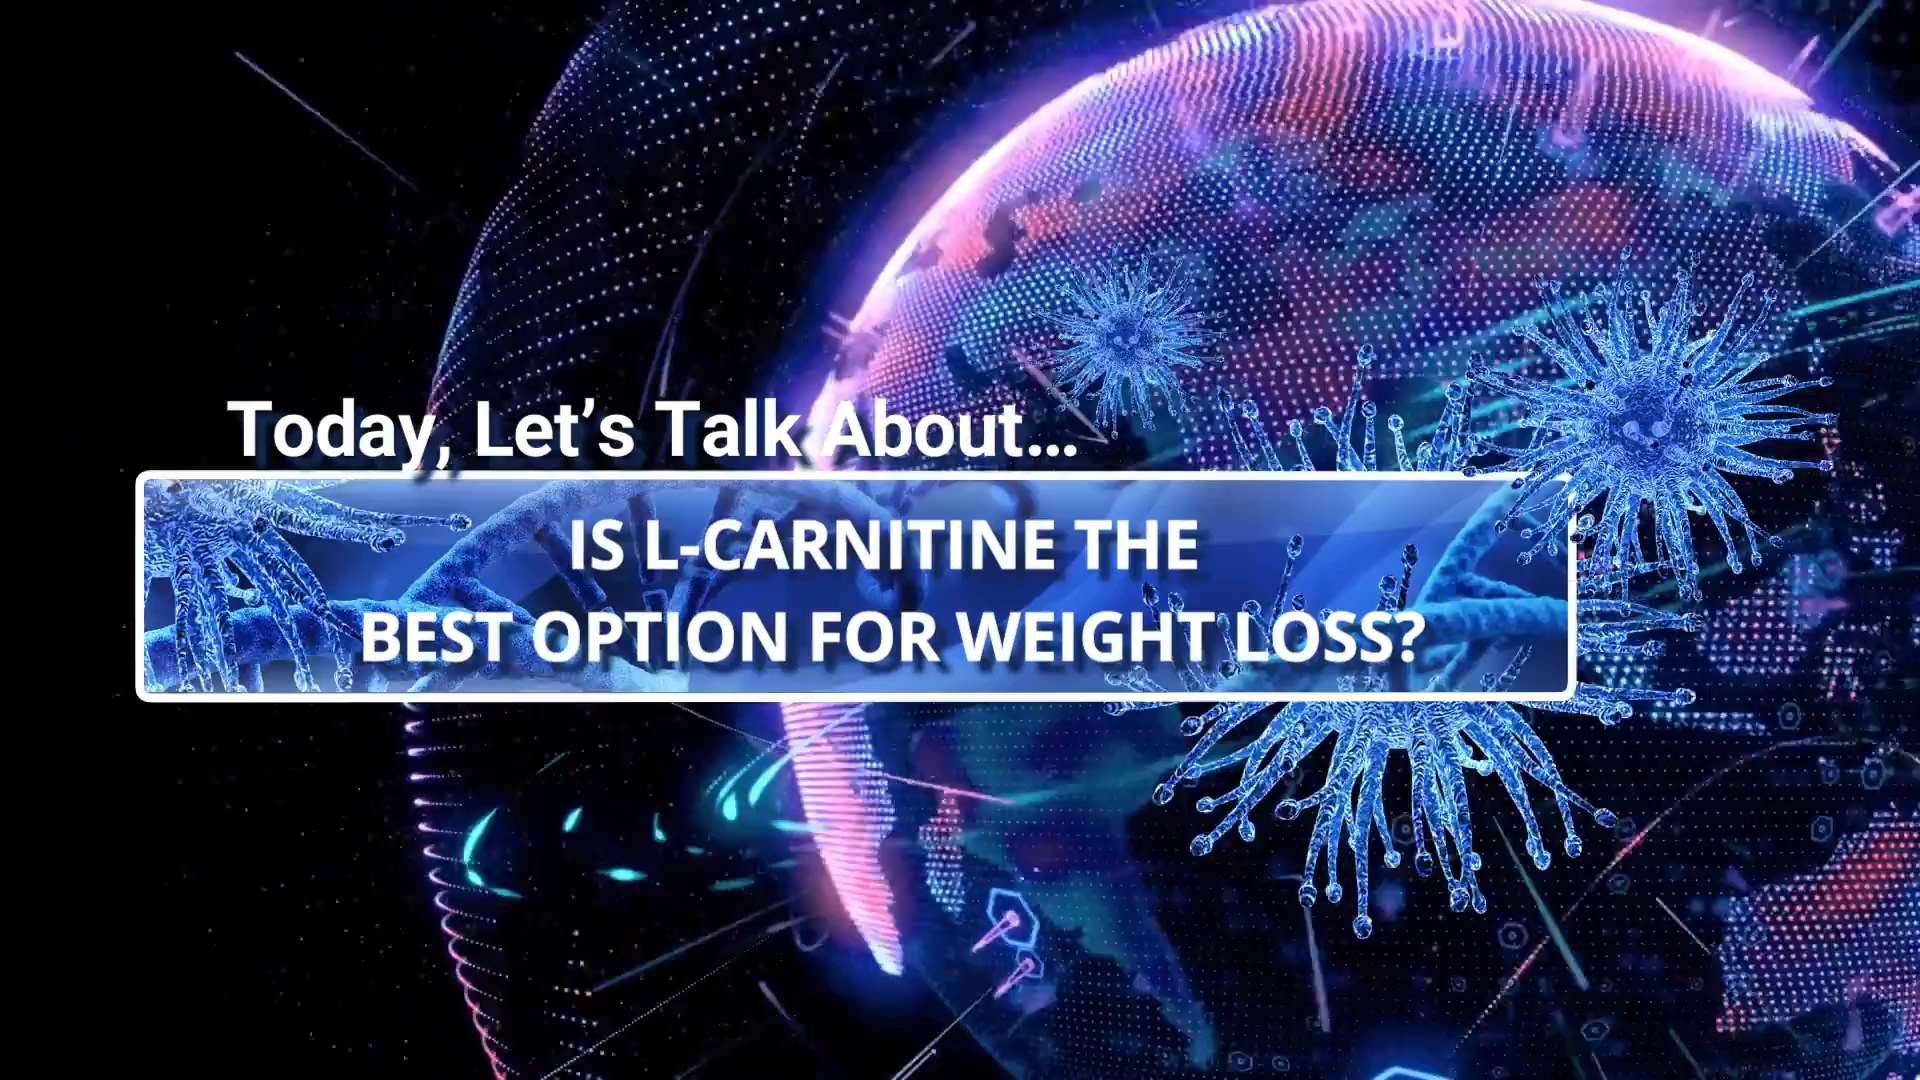 Today, Let’s Talk About...
IS L-CARNITINE THE
BEST OPTION FOR WEIGHT LOSS?